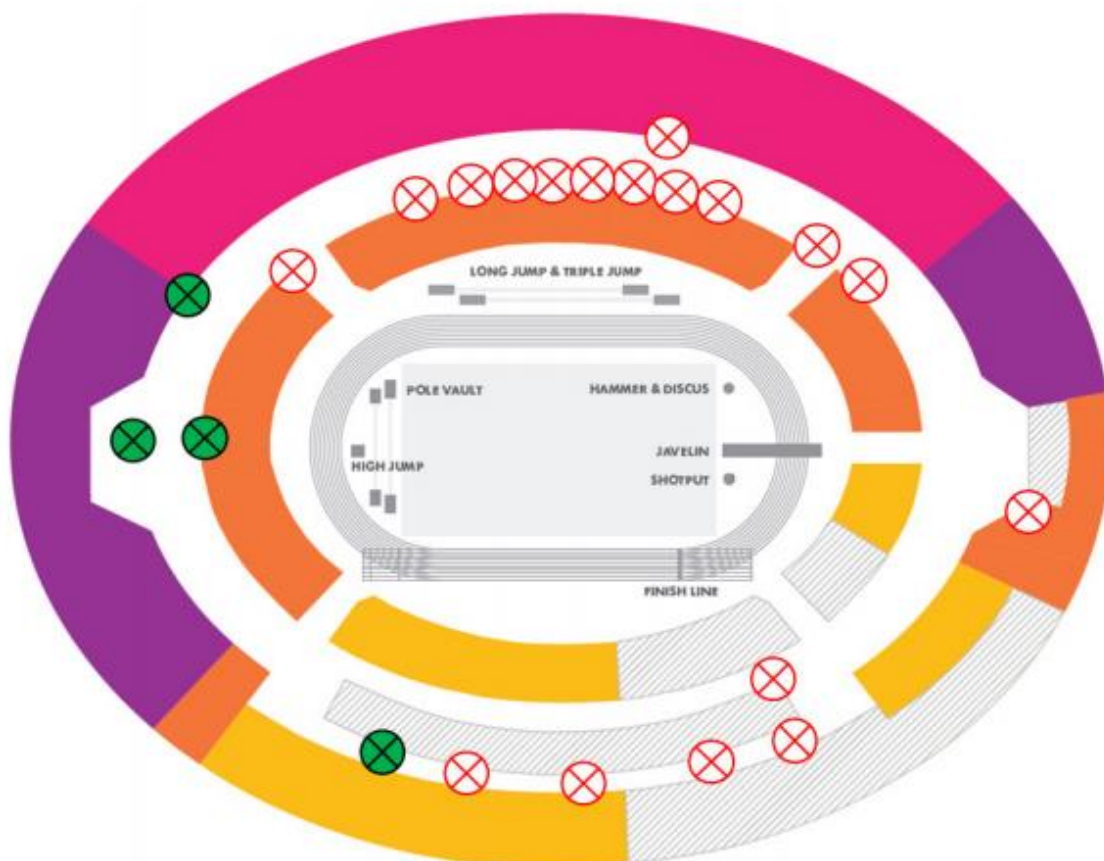 LONG JUMP & TRIPLE JUMP
POLE VAULT
HAMMER & DISCUS
JAVELIN
HIGH JUMP
SHOTPUT
FINISH LINE